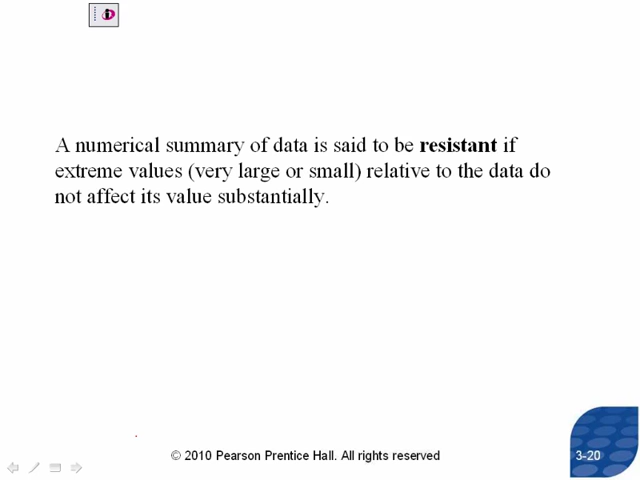 A numerical summary of data is said to be resistant if
extreme values (very large or small) relative to the data do
not affect its value substantially.
© 2010 Pearson Prentice Hall. All rights reserved
3-20